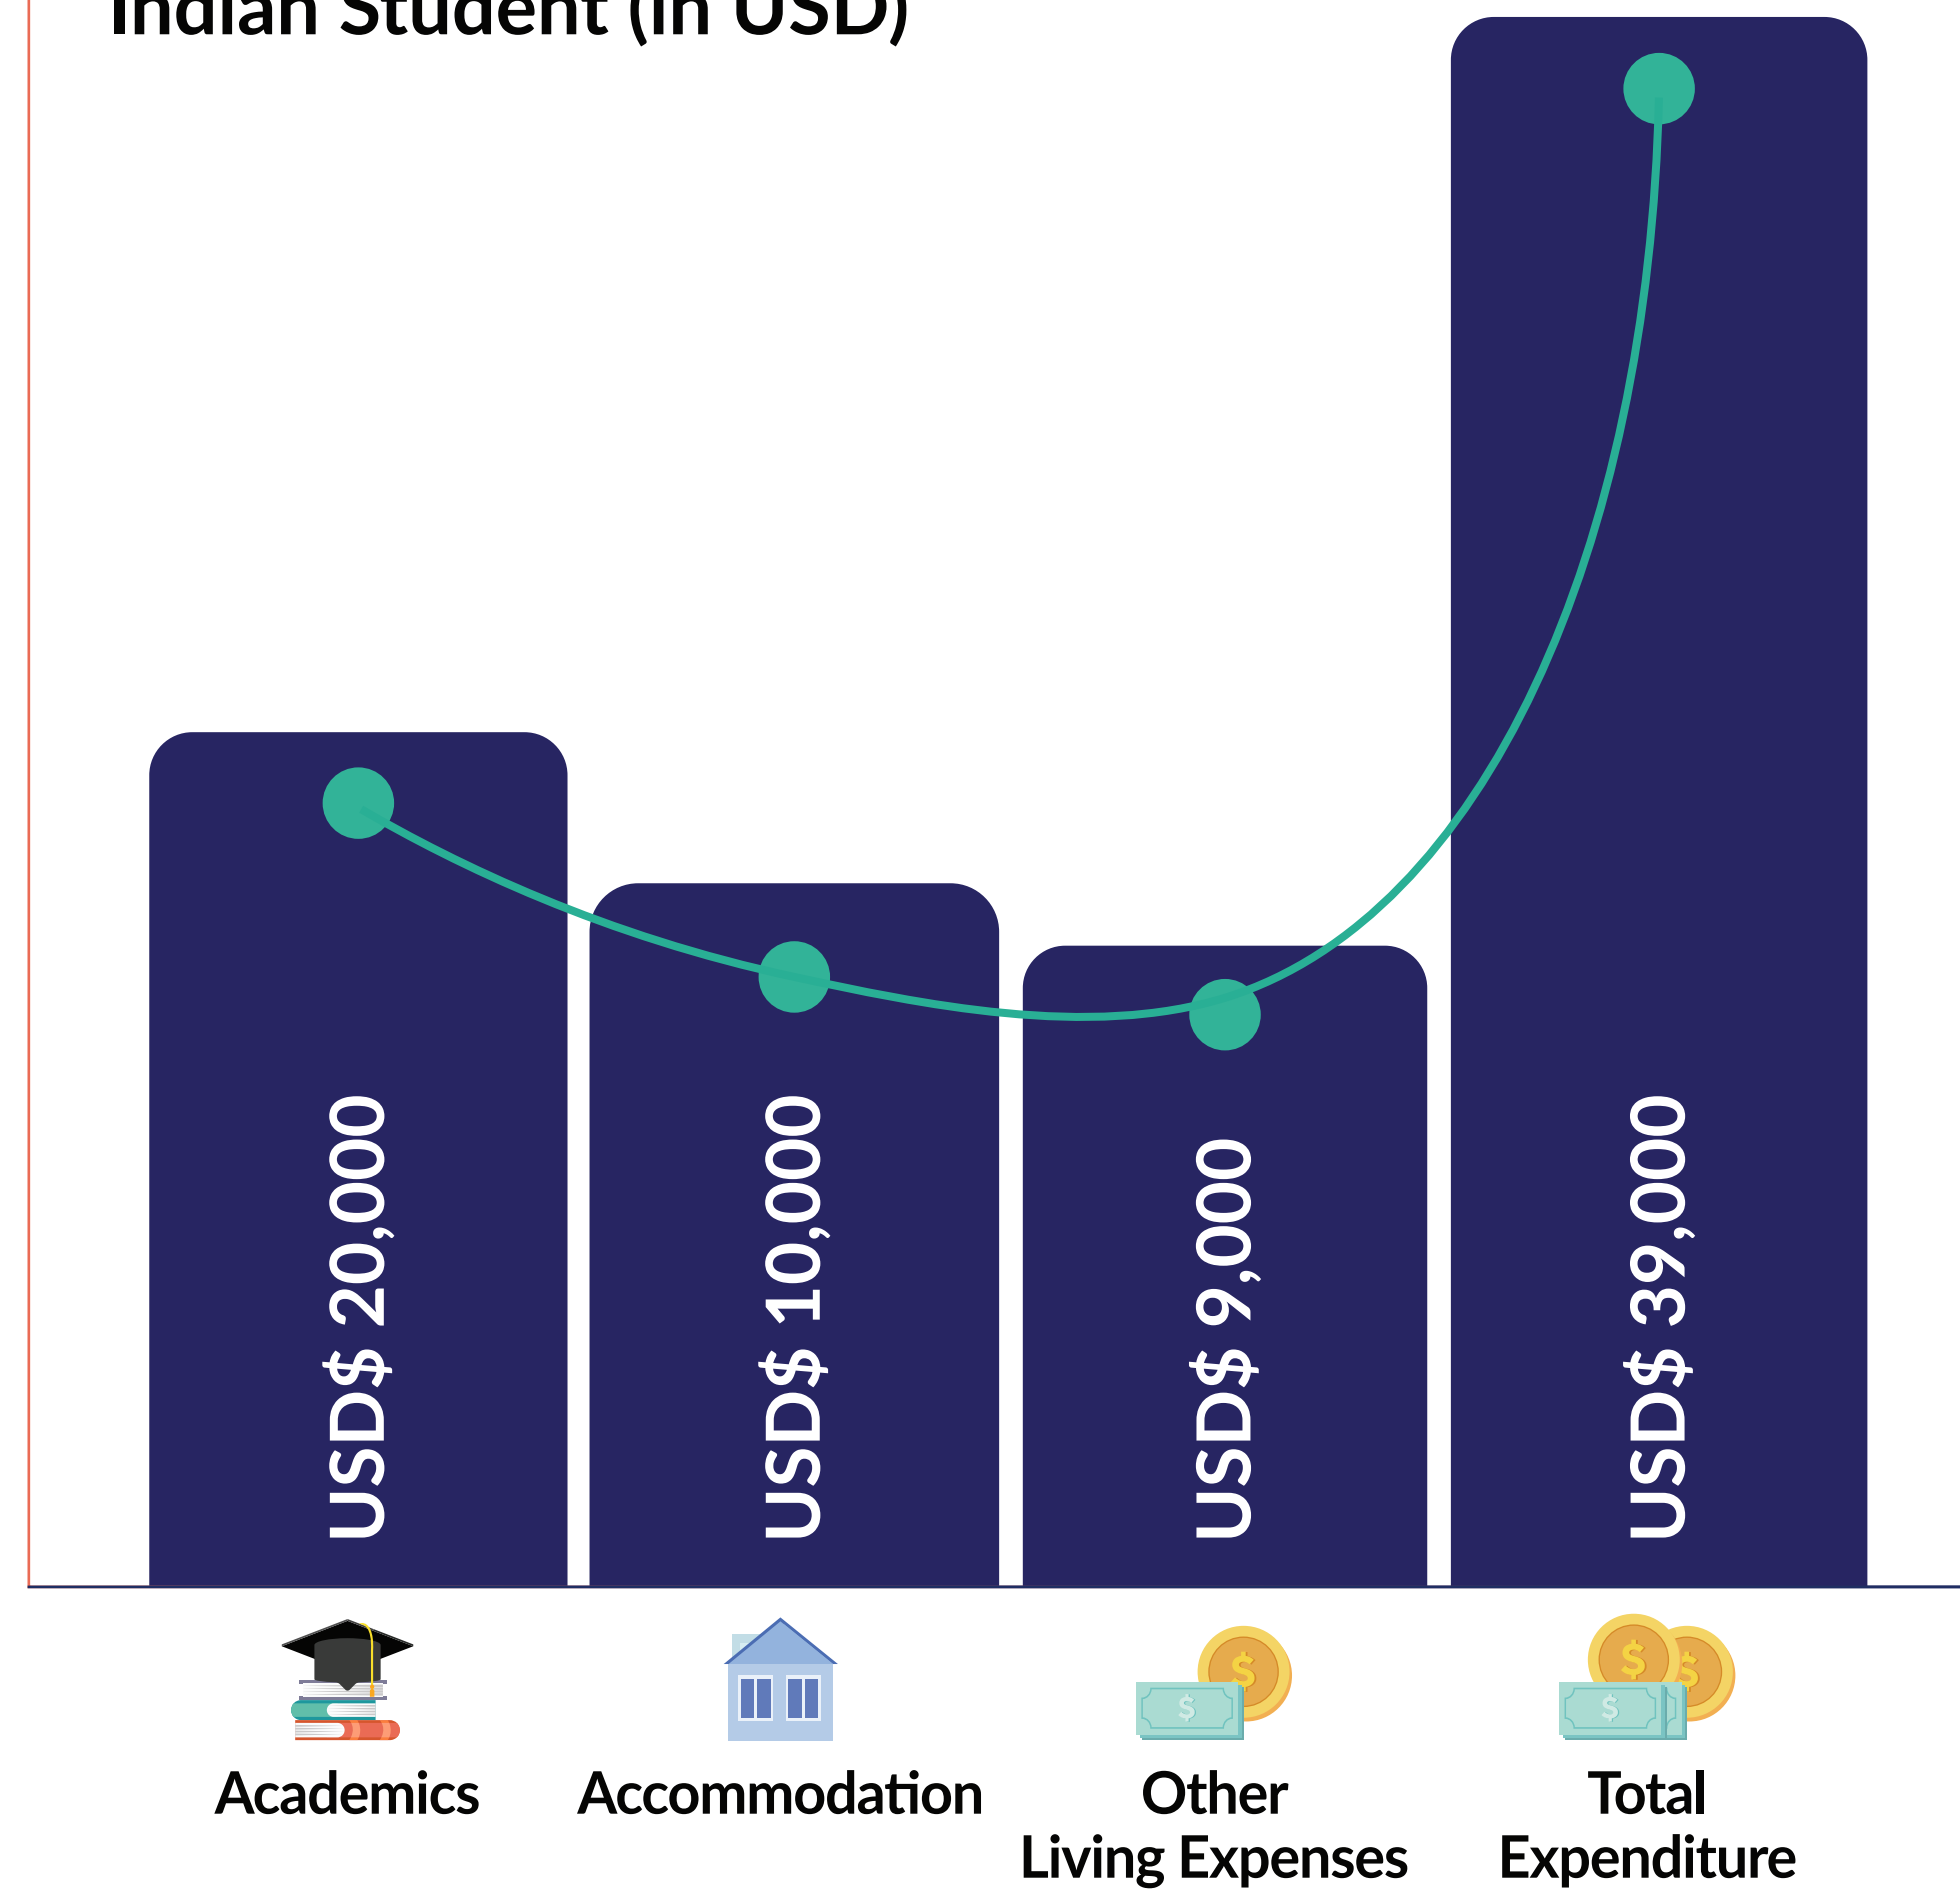 Indian Student (in USD)
USD$ 20,000
USD$ 10,000
USD$ 9,000
USD$ 39,000
Academics
Accommodation
Other
Living Expenses
Total
Expenditure